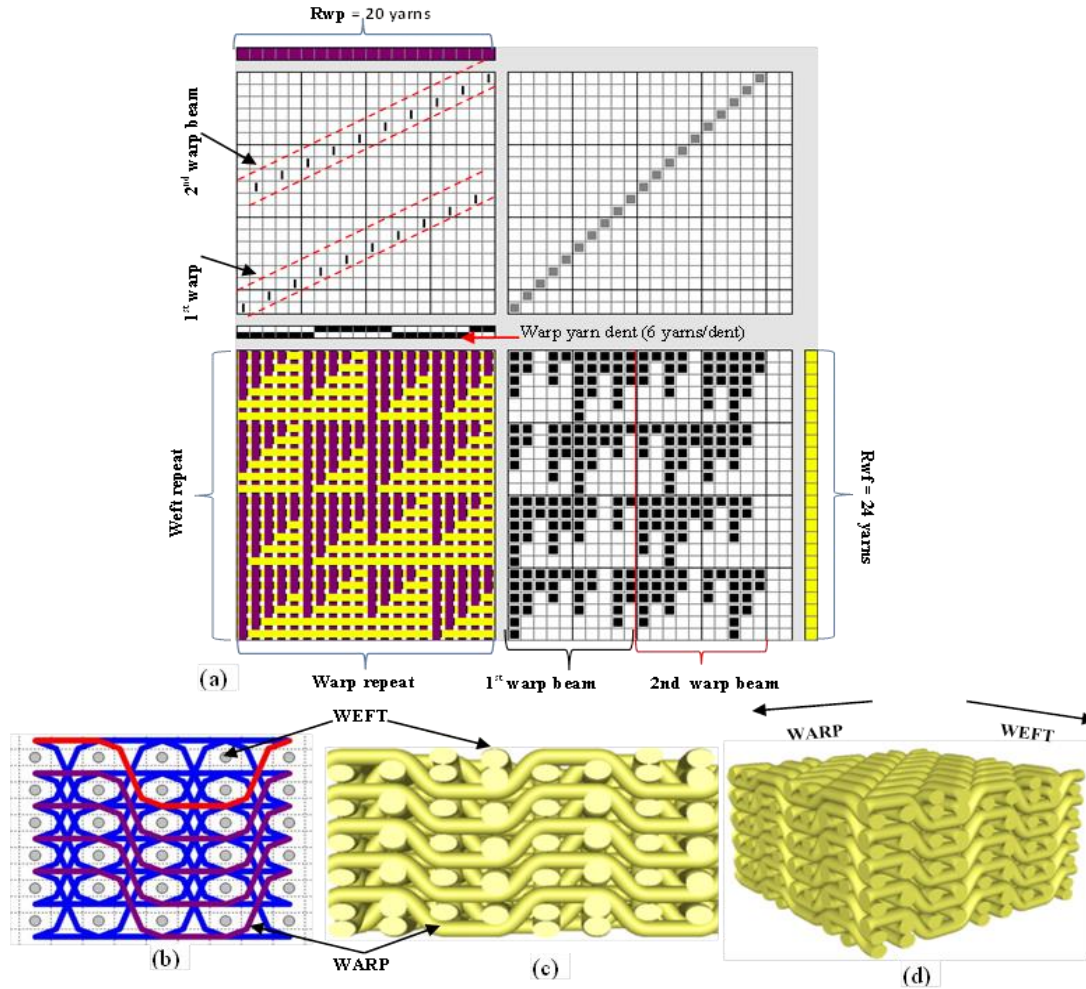 Rwp = 20 yarns
2nd warp beam
1st warp
Warp yarn dent (6 yarns/dent)
Weft repeat
Rwf = 24 yarns
(a)
Warp repeat
1st warp beam
2nd warp beam
WEFT
WARP
WEFT
WARP
(b)
(c)
(d)